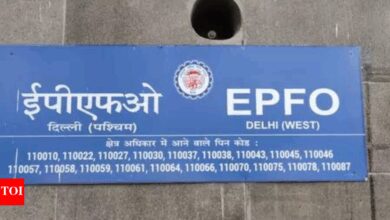 ईपीएफओ EPFO
दिल्ली (पश्चिम) DELHI (WEST)
क्षेत्र अधिकार में आने वाले पिन कोड :
110010, 110022, 110027, 110030, 110037, 110038, 110043, 110045, 110046
110057, 110058, 110059, 110061, 110064, 110066, 110070, 110075, 110078, 110087
TOI